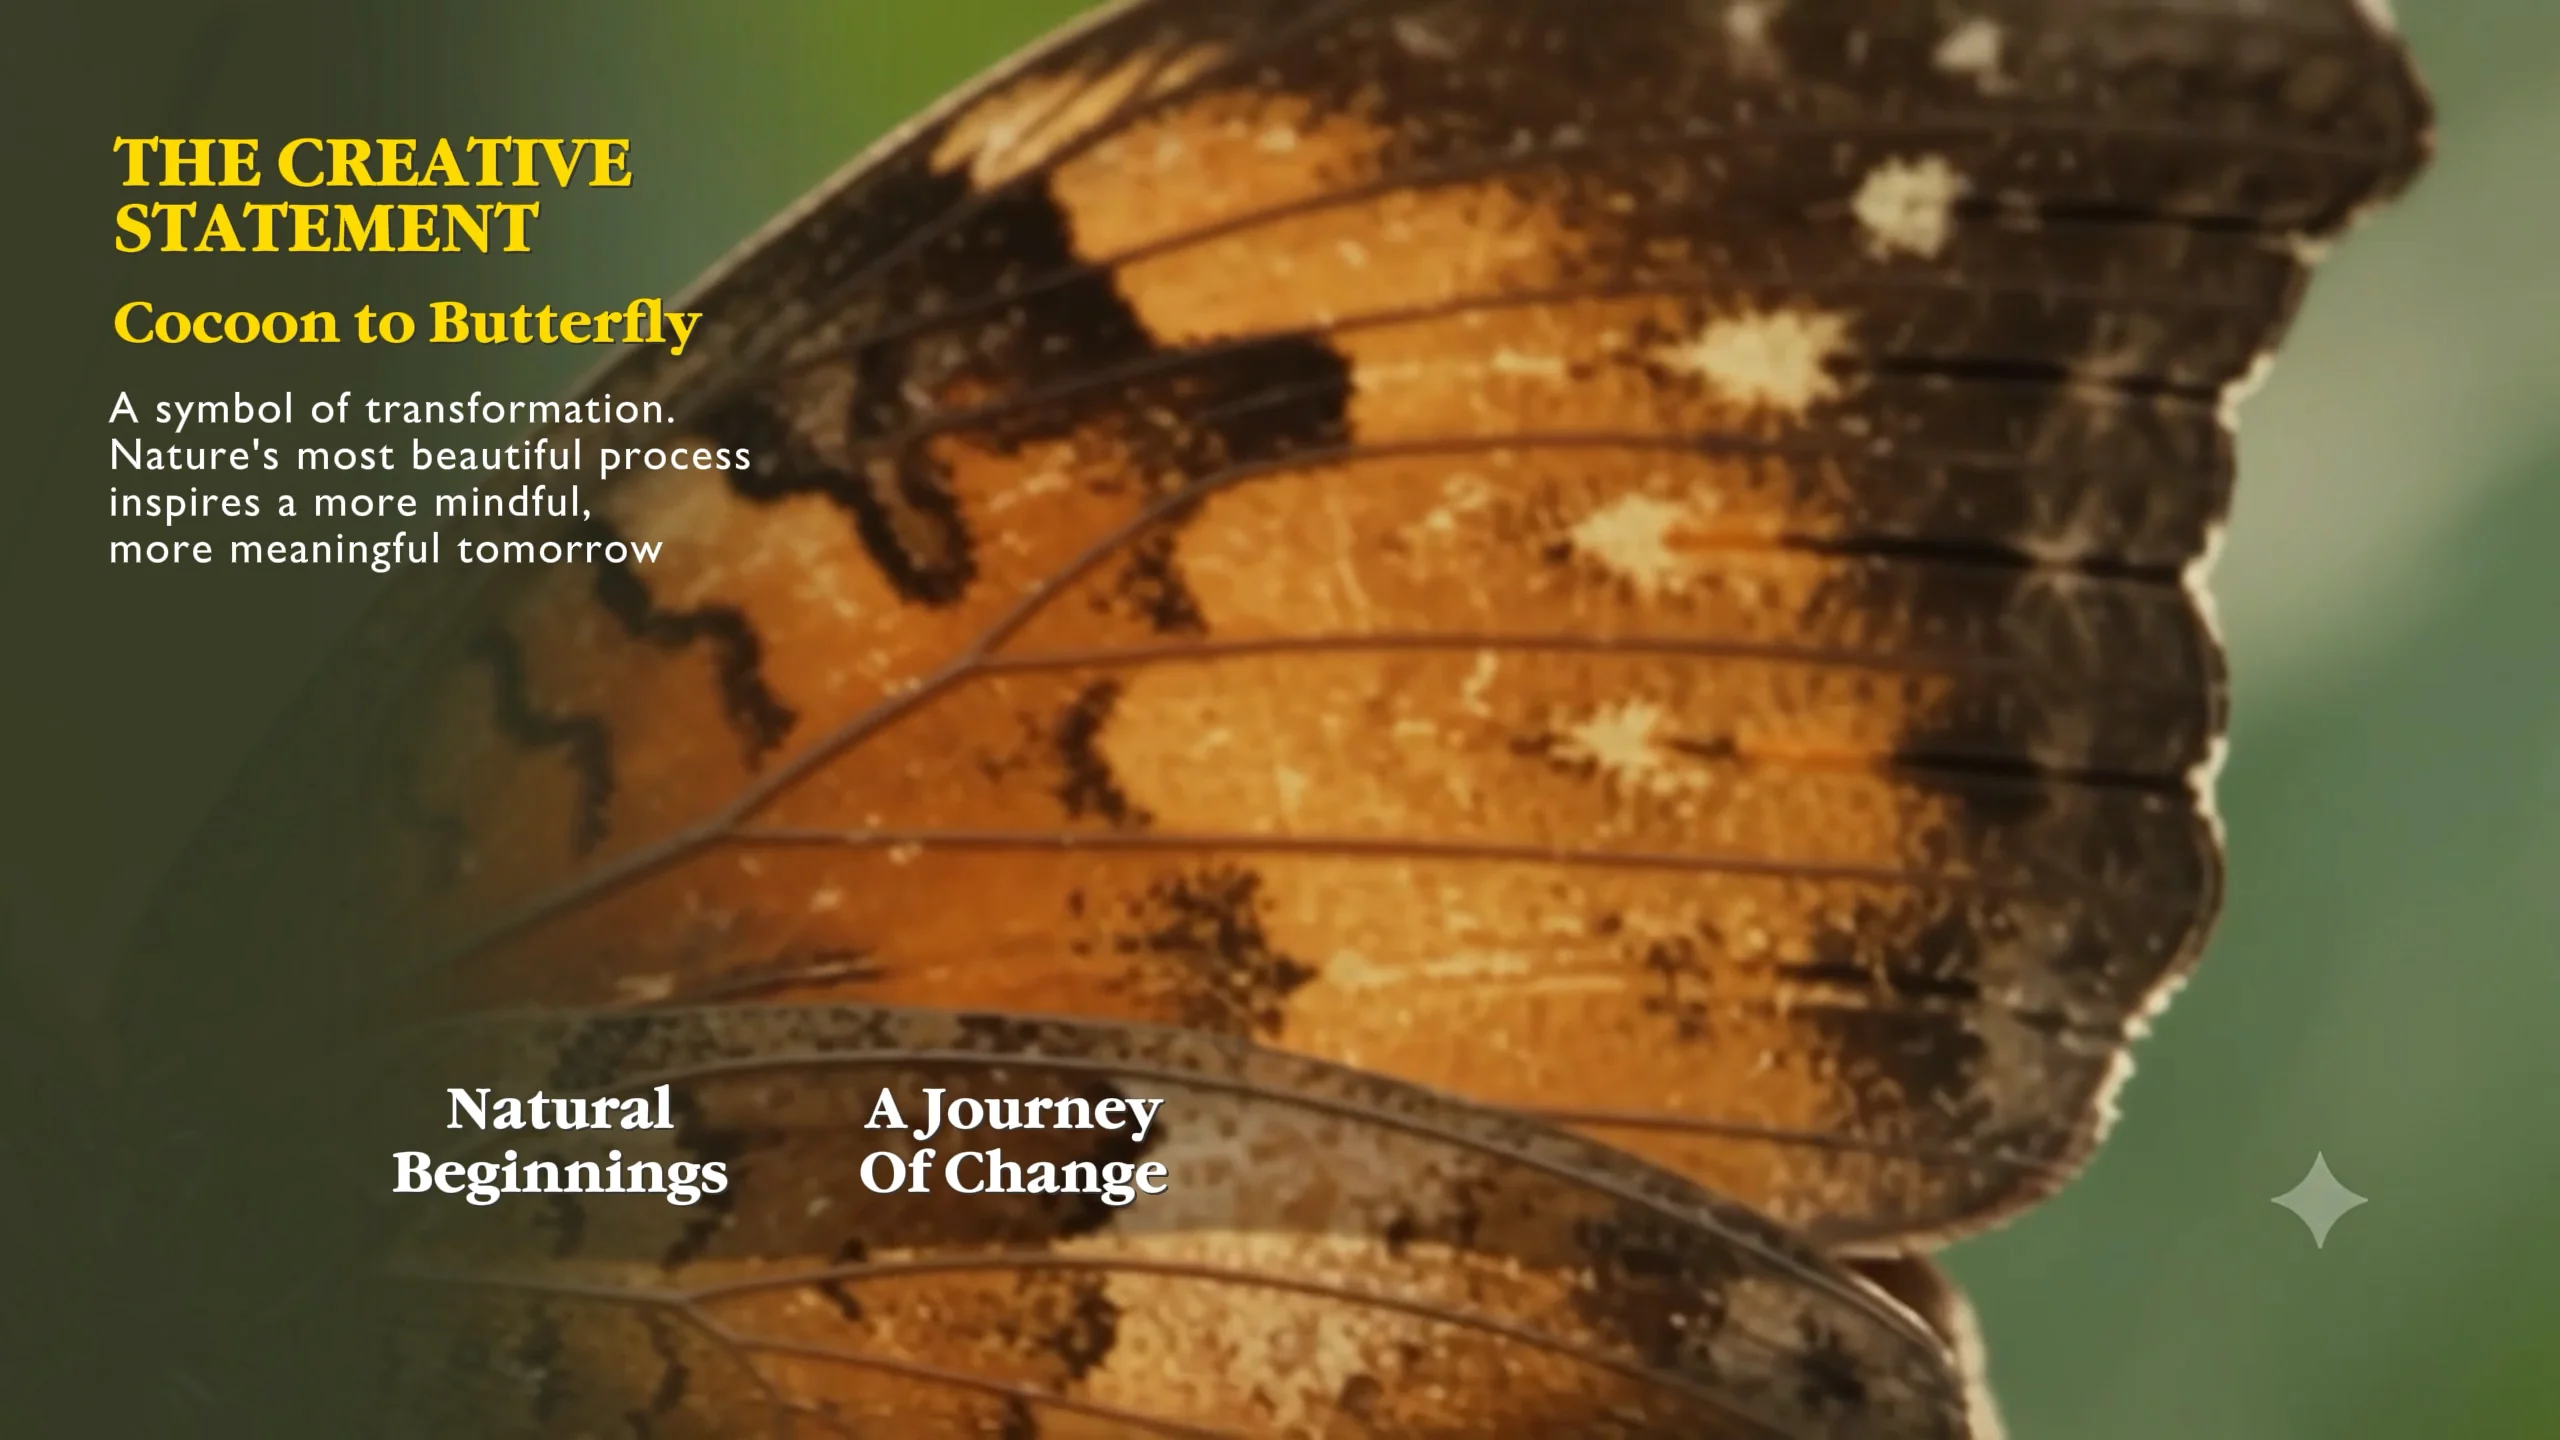 THE CREATIVE
STATEMENT
Cocoon to Butterfly
A symbol of transformation.
Nature's most beautiful process
inspires a more mindful,
more meaningful tomorrow
Natural
Beginnings
A Journey
Of Change